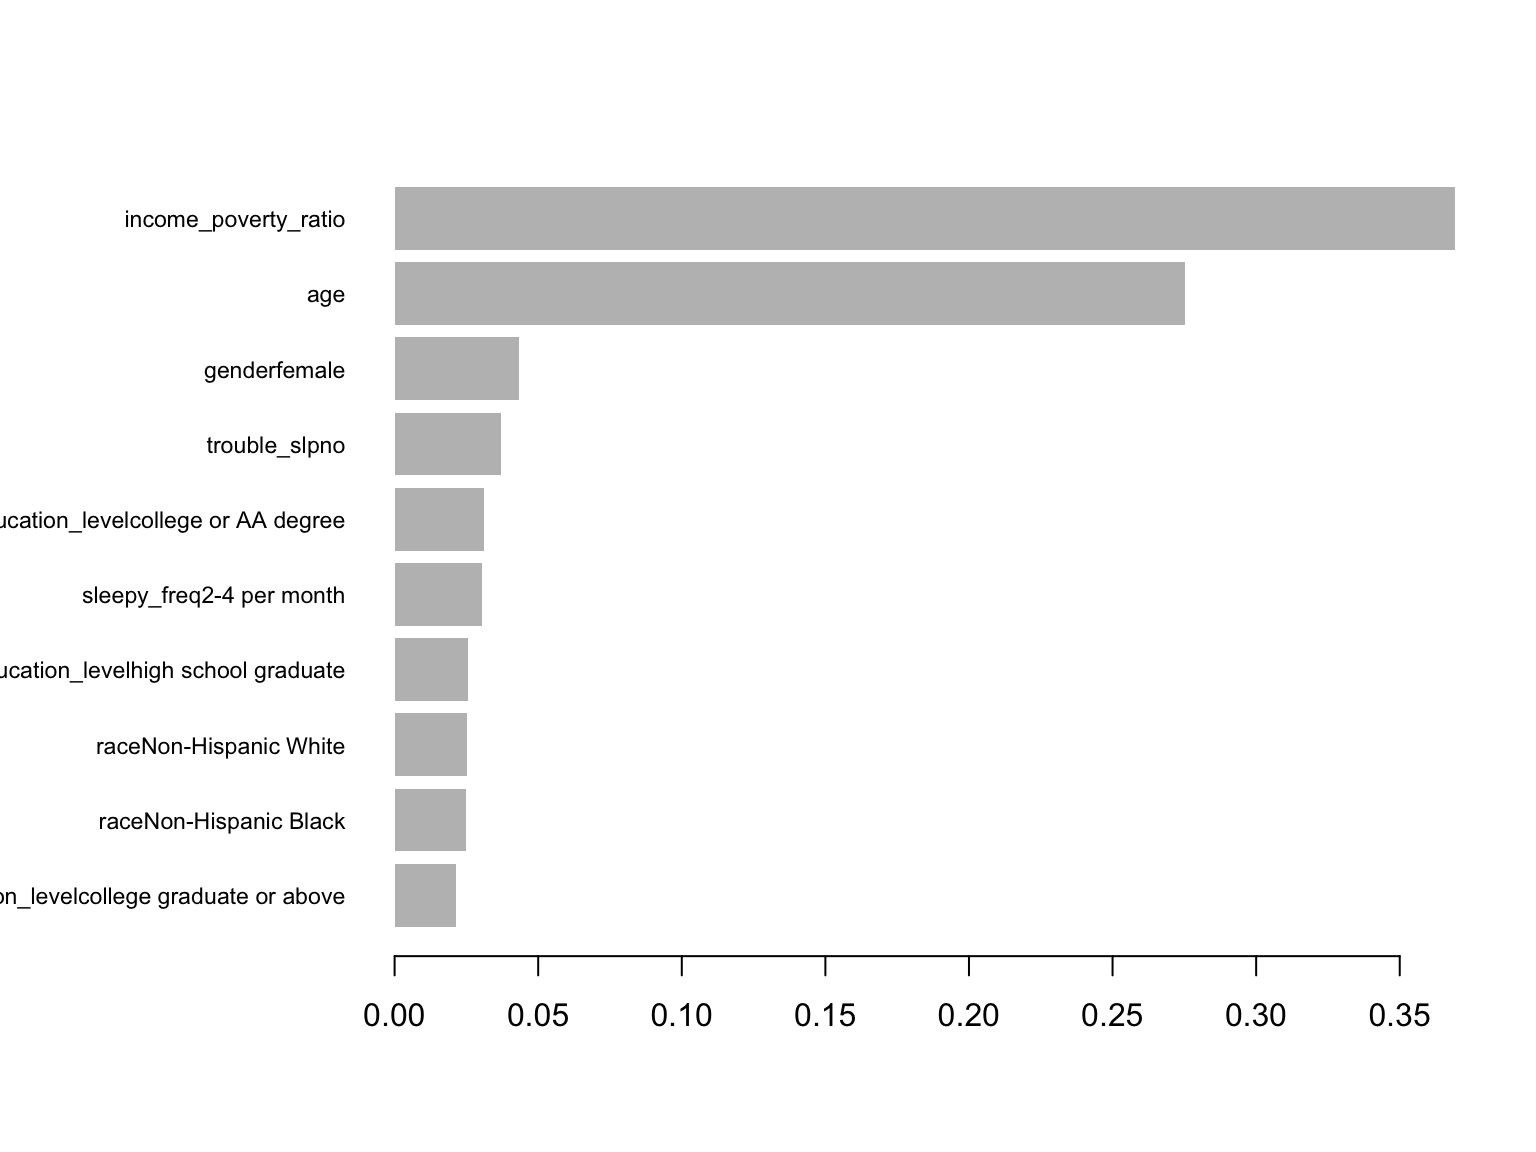 income_poverty_ratio
age
genderfemale
trouble_slpno
ucation_levelcollege or AA degree
sleepy_freq2-4 per month
ucation_levelhigh school graduate
raceNon-Hispanic White
raceNon-Hispanic Black
on_levelcollege graduate or above
0.00 0.05 0.10 0.15 0.20 0.25 0.30 0.35